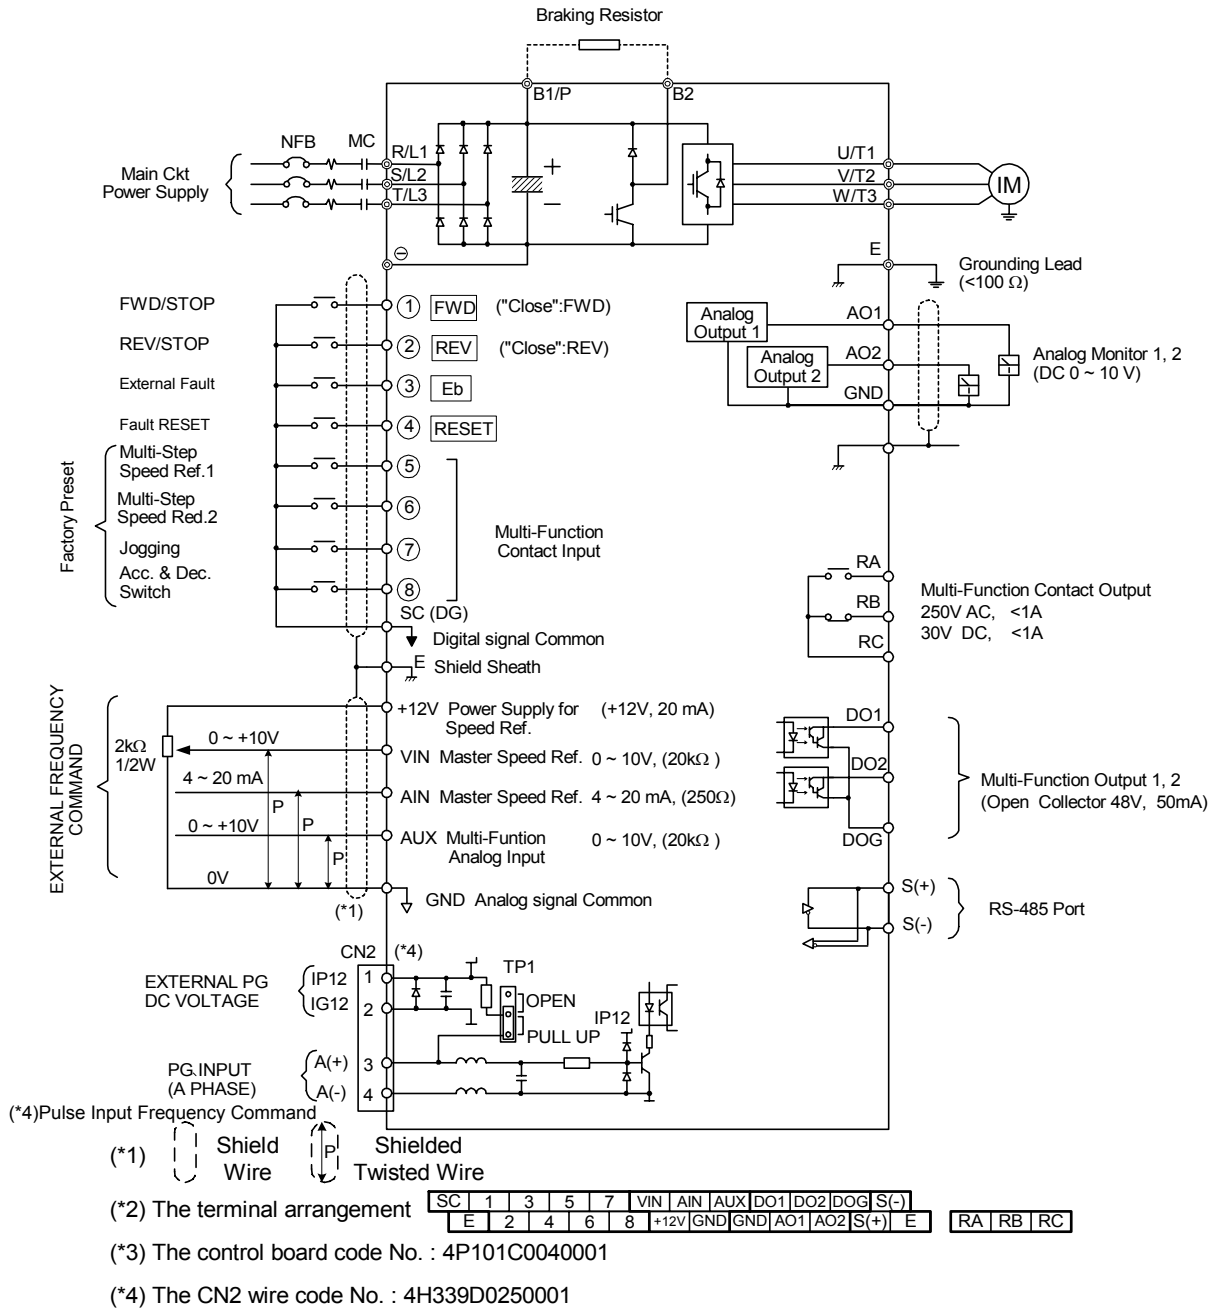 Braking Resistor
B1/P
B2
NFB
MC
Main Ckt
Power Supply
R/L1
S/L2
T/L3
+
−
U/T1
V/T2
W/T3
IM
⊖
E
Grounding Lead
(<100 Ω)
FWD/STOP
1
FWD
("Close":FWD)
REV/STOP
2
REV
("Close":REV)
External Fault
3
Eb
Fault RESET
4
RESET
Factory Preset
Multi-Step
Speed Ref.1
5
Multi-Step
Speed Red.2
6
Jogging
7
Acc. & Dec.
Switch
8
Multi-Function
Contact Input
SC (DG)
Digital signal Common
E
Shield Sheath
Analog
Output 1
AO1
Analog
Output 2
AO2
GND
Analog Monitor 1, 2
(DC 0 ~ 10 V)
RA
RB
RC
Multi-Function Contact Output
250V AC, <1A
30V DC, <1A
EXTERNAL FREQUENCY
COMMAND
2kΩ
1/2W
+12V Power Supply for (+12V, 20 mA)
Speed Ref.
0 ~ +10V
VIN Master Speed Ref. 0 ~ 10V, (20kΩ )
4 ~ 20 mA
AIN Master Speed Ref. 4 ~ 20 mA, (250Ω)
P
P
0 ~ +10V
AUX Multi-Funtion 0 ~ 10V, (20kΩ )
Analog Input
P
0V
GND Analog signal Common
(*1)
DO1
DO2
DOG
Multi-Function Output 1, 2
(Open Collector 48V, 50mA)
S(+)
S(-)
RS-485 Port
CN2 (*4)
EXTERNAL PG
DC VOLTAGE
IP12
IG12
1
2
TP1
OPEN
PULL UP
IP12
PG.INPUT
(A PHASE)
A(+)
A(-)
3
4
(*4)Pulse Input Frequency Command
(*1)
Shield
Wire
P
Shielded
Twisted Wire
(*2) The terminal arrangement
SC 1 3 5 7 VIN AIN AUX DO1 DO2 DOG S(-)
E 2 4 6 8 +12V GND GND AO1 AO2 S(+) E
RA RB RC
(*3) The control board code No. : 4P101C0040001
(*4) The CN2 wire code No. : 4H339D0250001